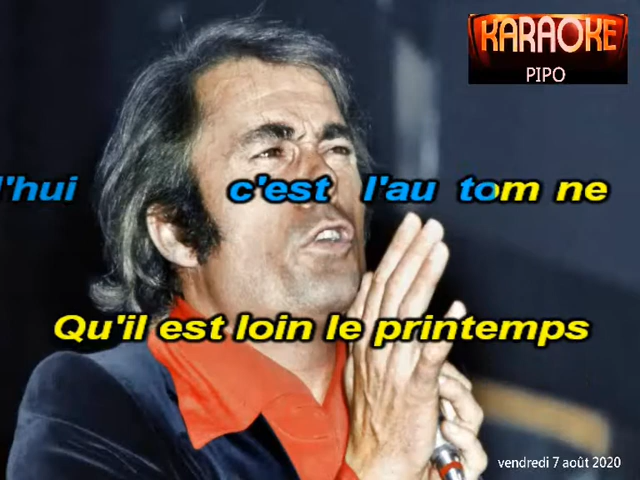 KARAOKE
PIPO
'hui c'est l'au tom ne
Qu'il est loin le printemps
vendredi 7 août 2020